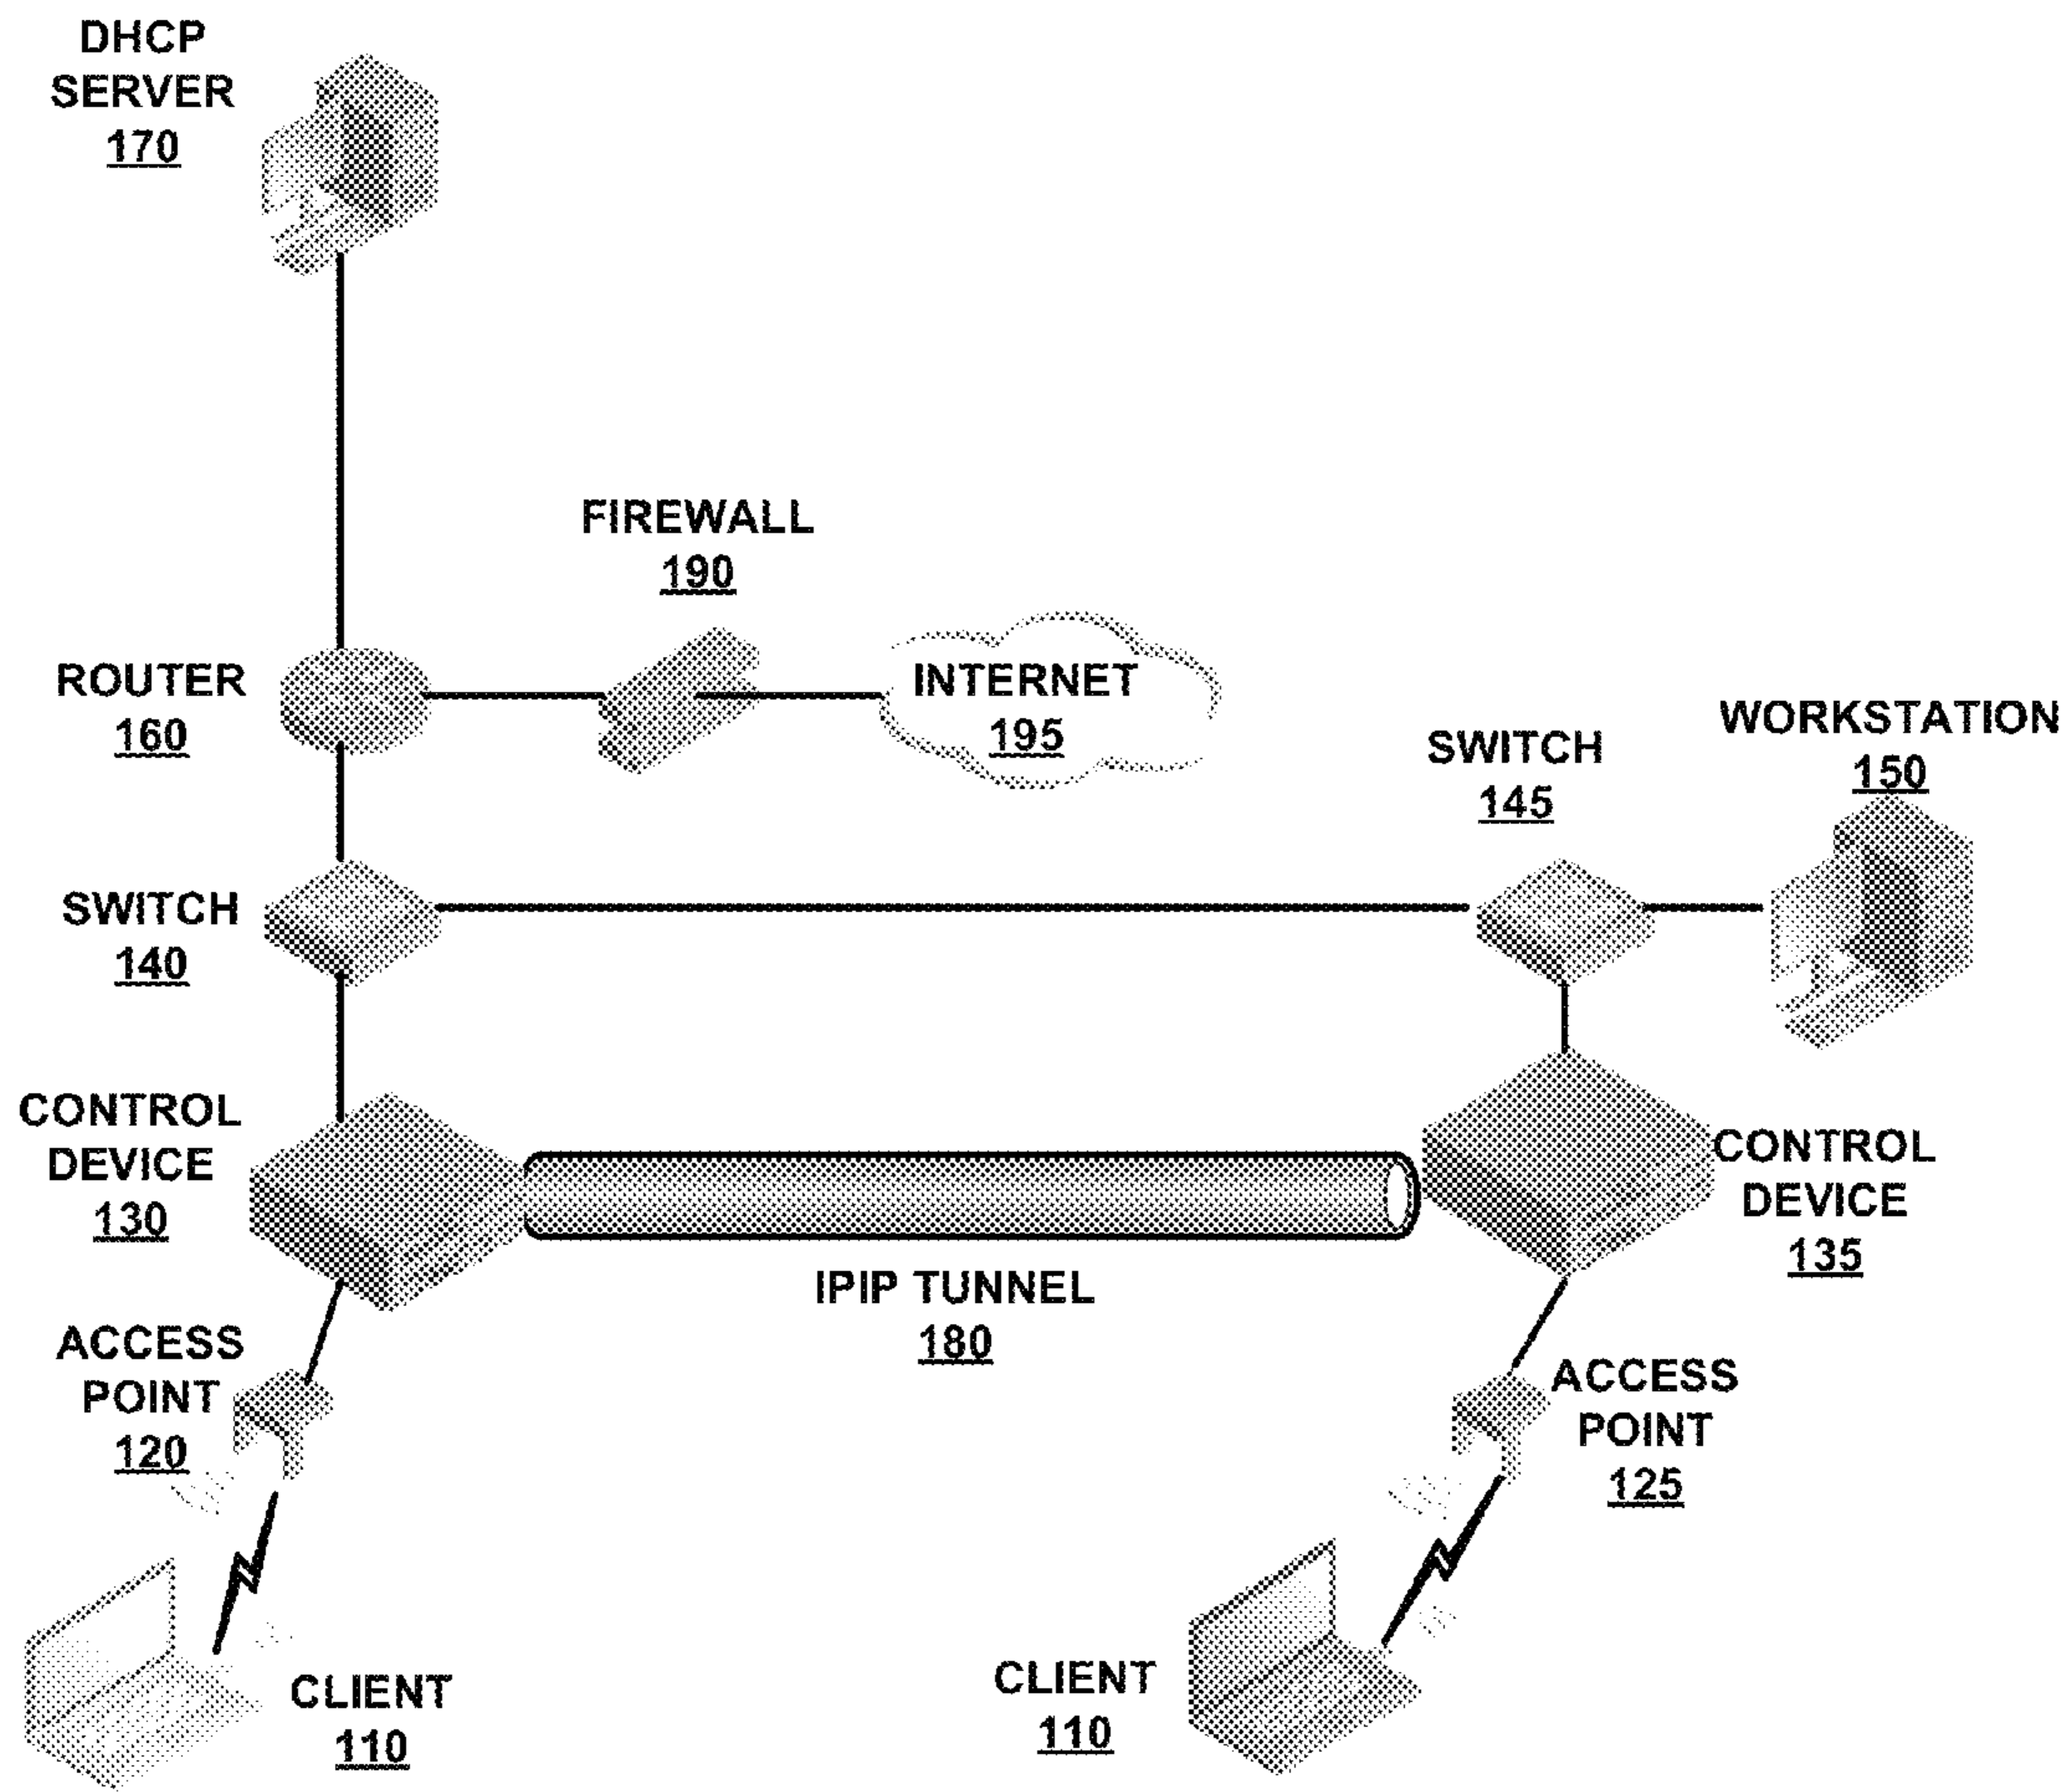 DHCP
SERVER
170
FIREWALL
190
ROUTER
160
INTERNET
195
SWITCH
145
WORKSTATION
150
SWITCH
140
CONTROL
DEVICE
130
CONTROL
DEVICE
135
IPIP TUNNEL
180
ACCESS
POINT
120
ACCESS
POINT
125
CLIENT
110
CLIENT
110